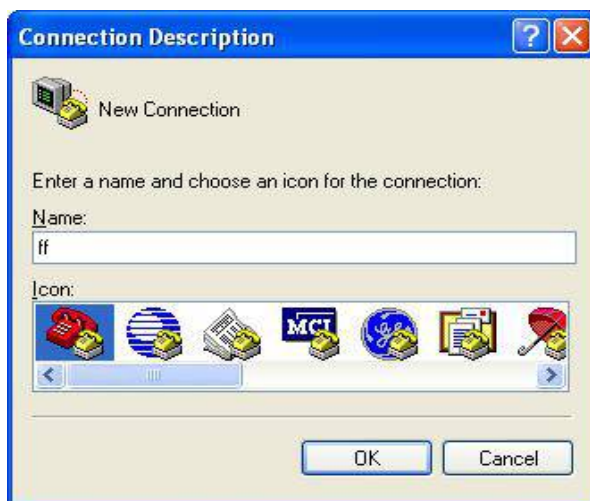 Connection Description
New Connection
Enter a name and choose an icon for the connection:
Name:
ff
Icon:
MCI
OK
Cancel